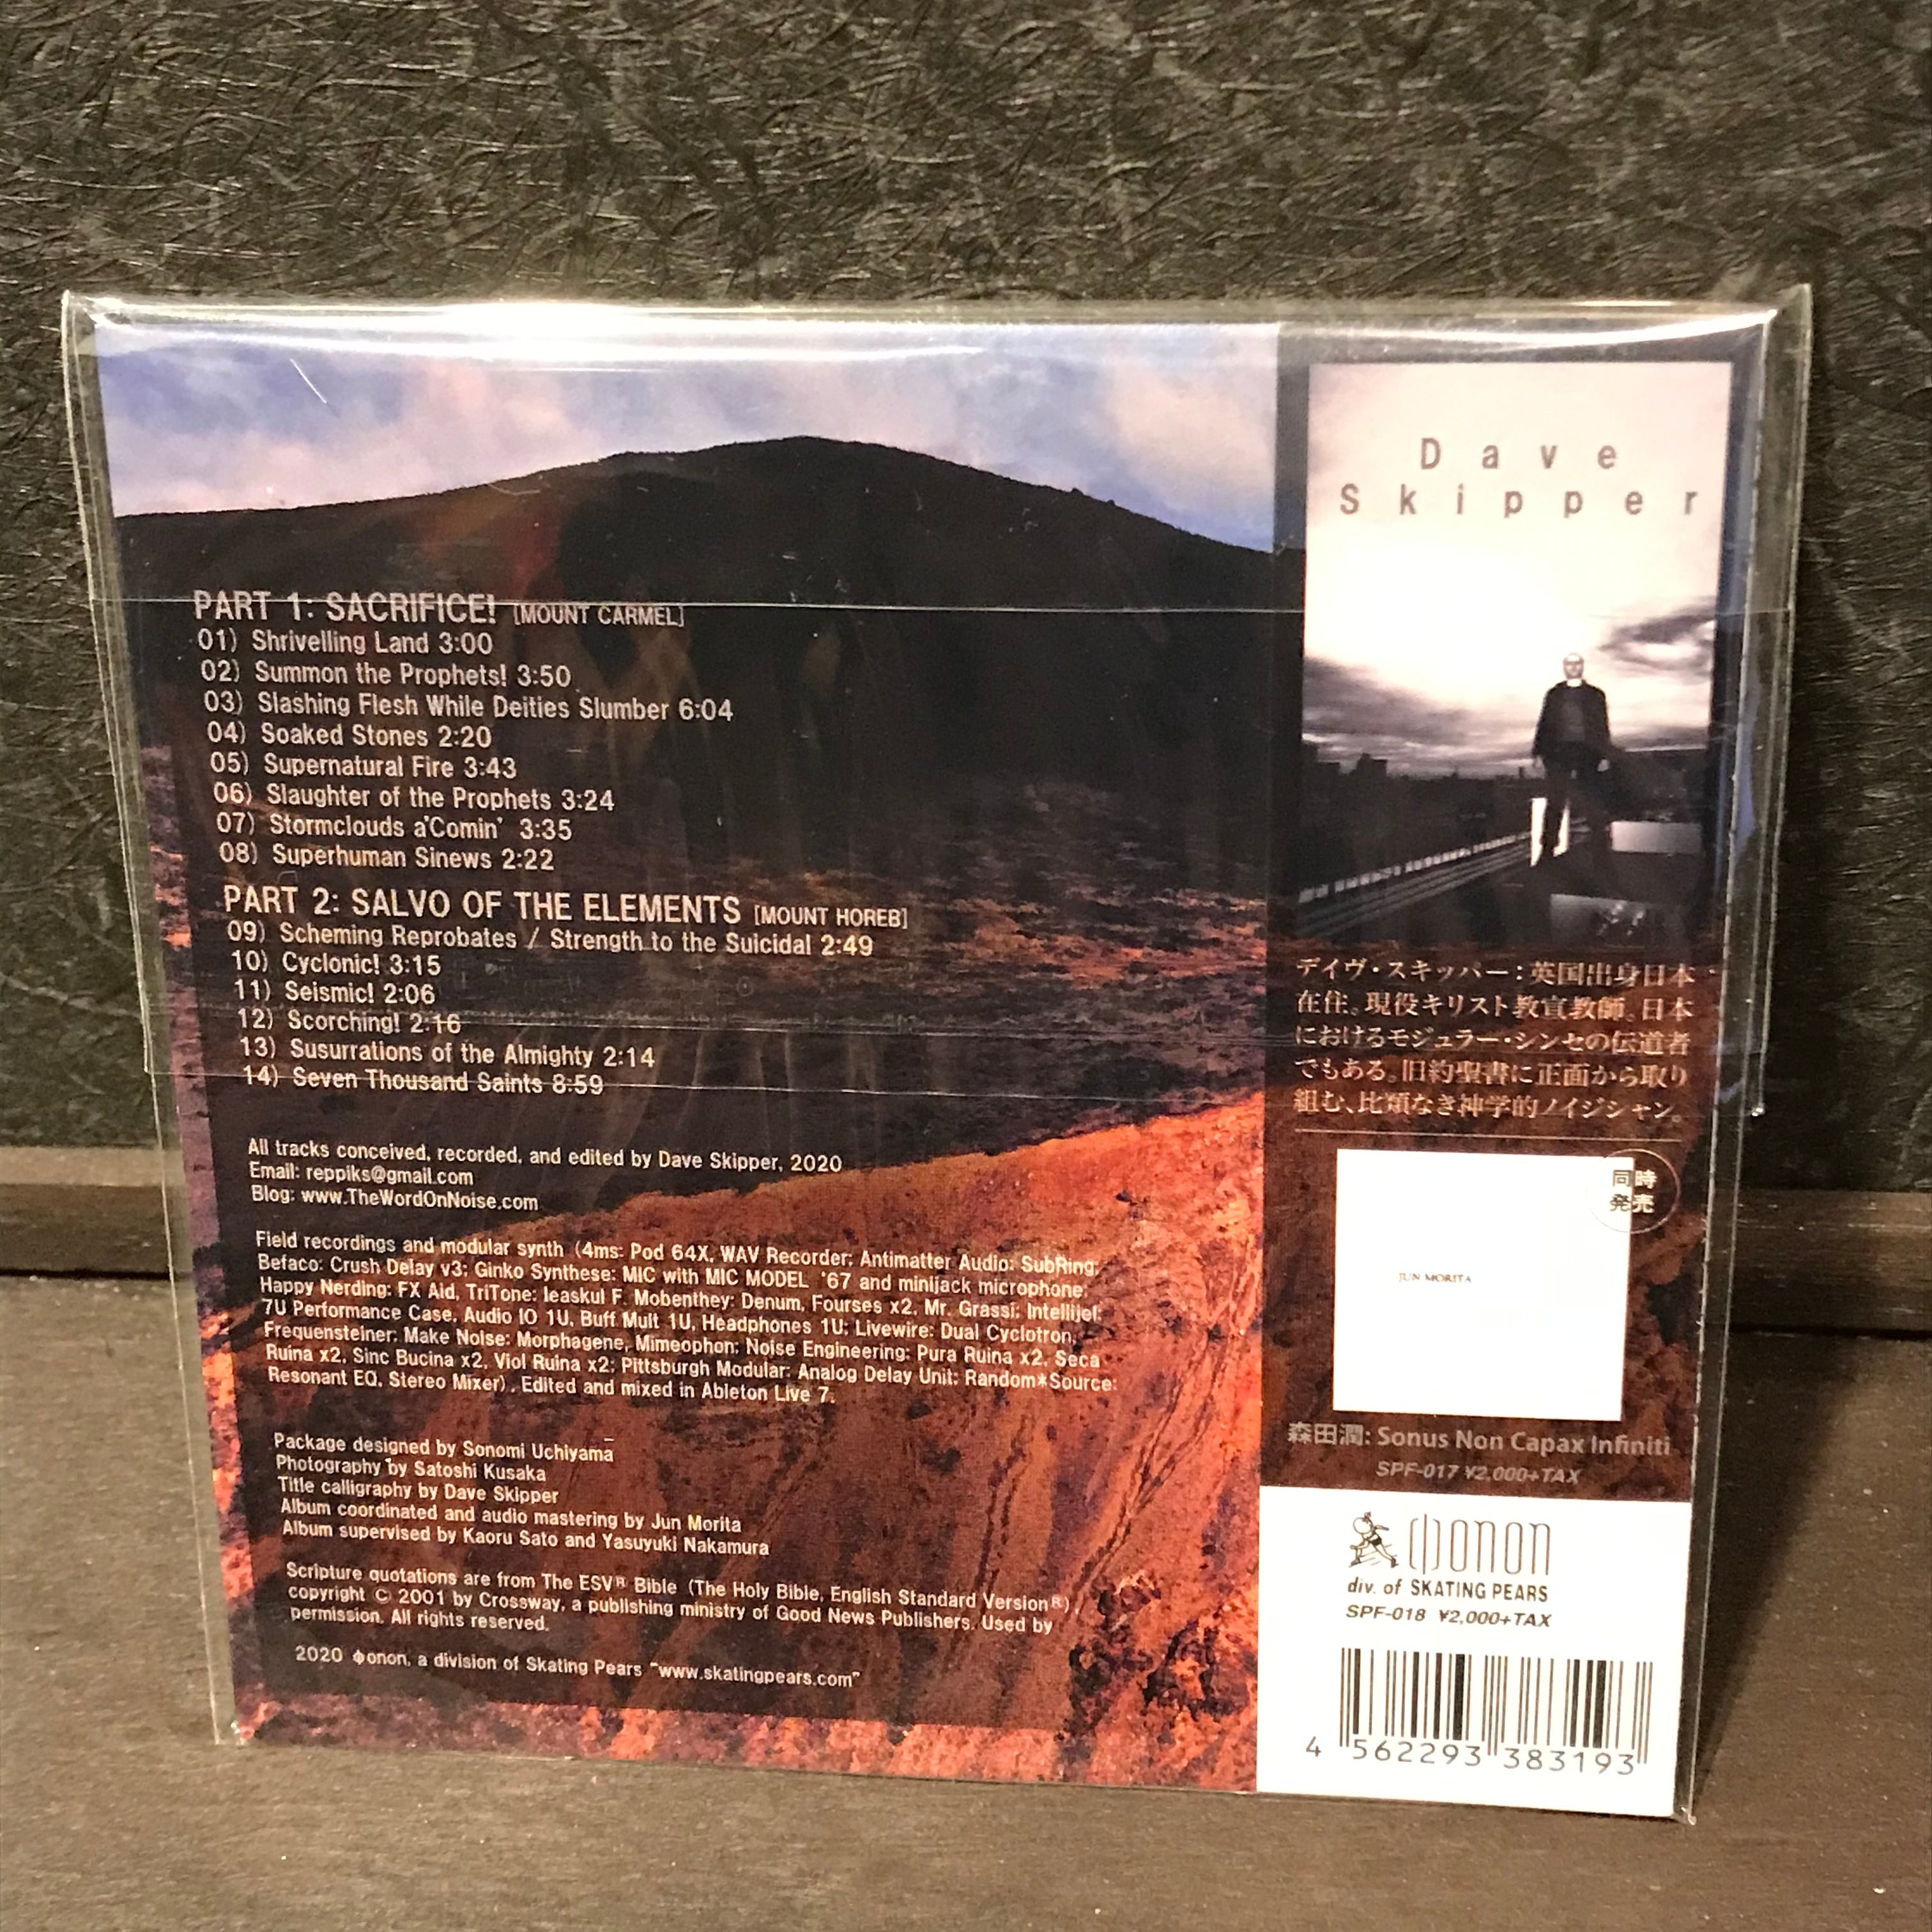 PART 1: SACRIFICE! [MOUNT CARMEL]
01) Shrivelling Land 3:00
02) Summon the Prophets! 3:50
03) Slashing Flesh While Deities Slumber 6:04
04) Soaked Stones 2:20
05) Supernatural Fire 3:43
06) Slaughter of the Prophets 3:24
07) Stormclouds a'Comin' 3:35
08) Superhuman Sinews 2:22
PART 2: SALVO OF THE ELEMENTS [MOUNT HOREB]
09) Scheming Reprobates / Strength to the Suicidal 2:49
10) Cyclonic! 3:15
11) Seismic! 2:06
12) Scorching! 2:16
13) Susurrations of the Almighty 2:14
14) Seven Thousand Saints 8:59
All tracks conceived, recorded, and edited by Dave Skipper, 2020
Email: reppiks@gmail.com
Blog: www.TheWordOnNoise.com
Field recordings and modular synth (4ms: Pod 64X, WAV Recorder; Antimatter Audio: SubRing;
Befaco: Crush Delay v3; Ginko Synthese: MIC with MIC MODEL '67 and minijack microphone;
Happy Nerding: FX Aid, TriTone; Ieaskul F. Mobenthey: Denum, Fourses x2, Mr. Grassi; Intellijel:
7U Performance Case, Audio IO 1U, Buff Mult 1U, Headphones 1U; Livewire: Dual Cyclotron,
Frequensteiner; Make Noise: Morphagene, Mimeophon; Noise Engineering: Pura Ruina x2, Seca
Ruina x2, Sinc Bucina x2, Viol Ruina x2; Pittsburgh Modular: Analog Delay Unit; Random*Source:
Resonant EQ, Stereo Mixer). Edited and mixed in Ableton Live 7.
Package designed by Sonomi Uchiyama
Photography by Satoshi Kusaka
Title calligraphy by Dave Skipper
Album coordinated and audio mastering by Jun Morita
Album supervised by Kaoru Sato and Yasuyuki Nakamura
Scripture quotations are from The ESV® Bible (The Holy Bible, English Standard Version®),
copyright © 2001 by Crossway, a publishing ministry of Good News Publishers. Used by
permission. All rights reserved.
2020 φonon, a division of Skating Pears "www.skatingpears.com"
Dave
Skipper
デイヴ・スキッパー：英国出身日本
在住。現役キリスト教宣教師。日本
におけるモジュラー・シンセの伝道者
でもある。旧約聖書に正面から取り
組む、比類なき神学的ノイジシャン。
同時
発売
JUN MORITA
森田潤: Sonus Non Capax Infiniti
SPF-017 ¥2,000+TAX
φonon
div. of SKATING PEARS
SPF-018 ¥2,000+TAX
4 562293 383193